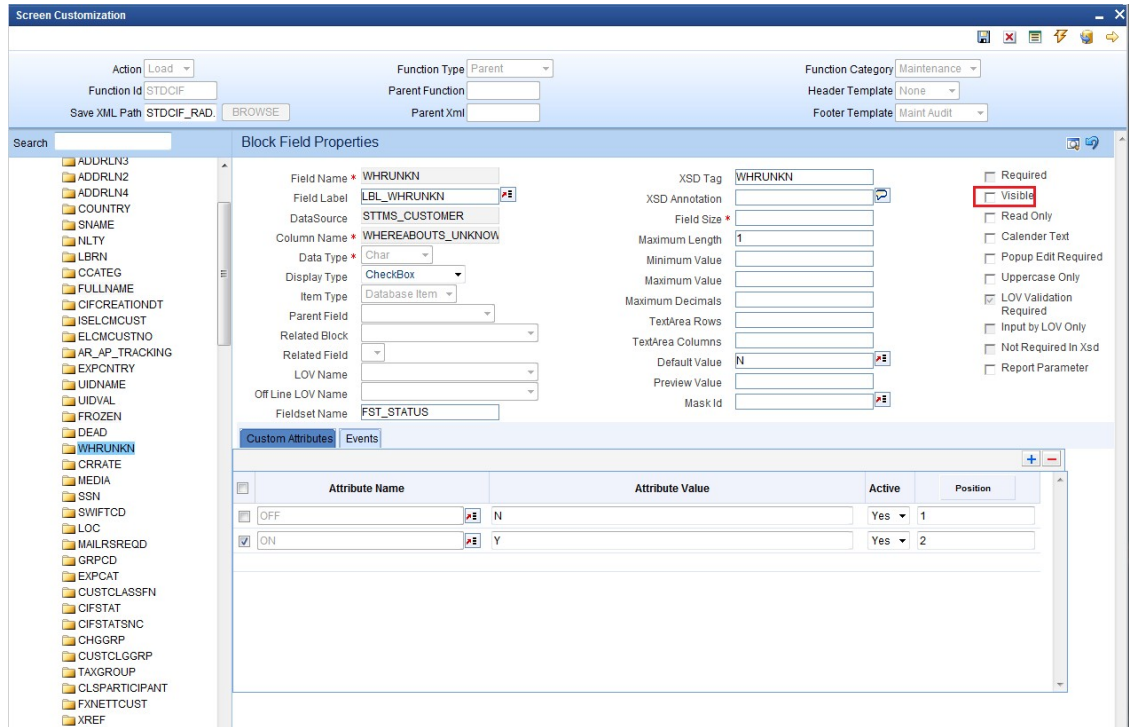 Screen Customization
Action Load
Function Type Parent
Function Category Maintenance
Function Id STDCIF
Parent Function
Header Template None
Save XML Path STDCIF_RAD. BROWSE
Parent Xml
Footer Template Maint Audit
Search
ADDRLN3
ADDRLN2
ADDRLN4
COUNTRY
SNAME
NLTY
LBRN
CCATEG
FULLNAME
CIFCREATIONDT
ISELCMCUST
ELCMCUSTNO
AR_AP_TRACKING
EXPCNTRY
UIDNAME
UIDVAL
FROZEN
DEAD
WHRUNKN
CRRATE
MEDIA
SSN
SWIFTCD
LOC
MAILRSREQD
GRPCD
EXPCAT
CUSTCLASSFN
CIFSTAT
CIFSTATSNC
CHGGRP
CUSTCLGGRP
TAXGROUP
CLSPARTICIPANT
FXNETTCUST
XREF
Block Field Properties
Field Name * WHRUNKN
Field Label LBL_WHRUNKN
DataSource STTMS_CUSTOMER
Column Name * WHEREABOUTS_UNKNOW
Data Type * Char
Display Type CheckBox
Item Type Database Item
Parent Field
Related Block
Related Field
LOV Name
Off Line LOV Name
Fieldset Name FST_STATUS
XSD Tag WHRUNKN
XSD Annotation
Field Size *
Maximum Length 1
Minimum Value
Maximum Value
Maximum Decimals
TextArea Rows
TextArea Columns
Default Value N
Preview Value
Mask Id
Required
Visible
Read Only
Calender Text
Popup Edit Required
Uppercase Only
LOV Validation
Required
Input by LOV Only
Not Required In Xsd
Report Parameter
Custom Attributes Events
Attribute Name Attribute Value Active Position
OFF N Yes 1
ON Y Yes 2